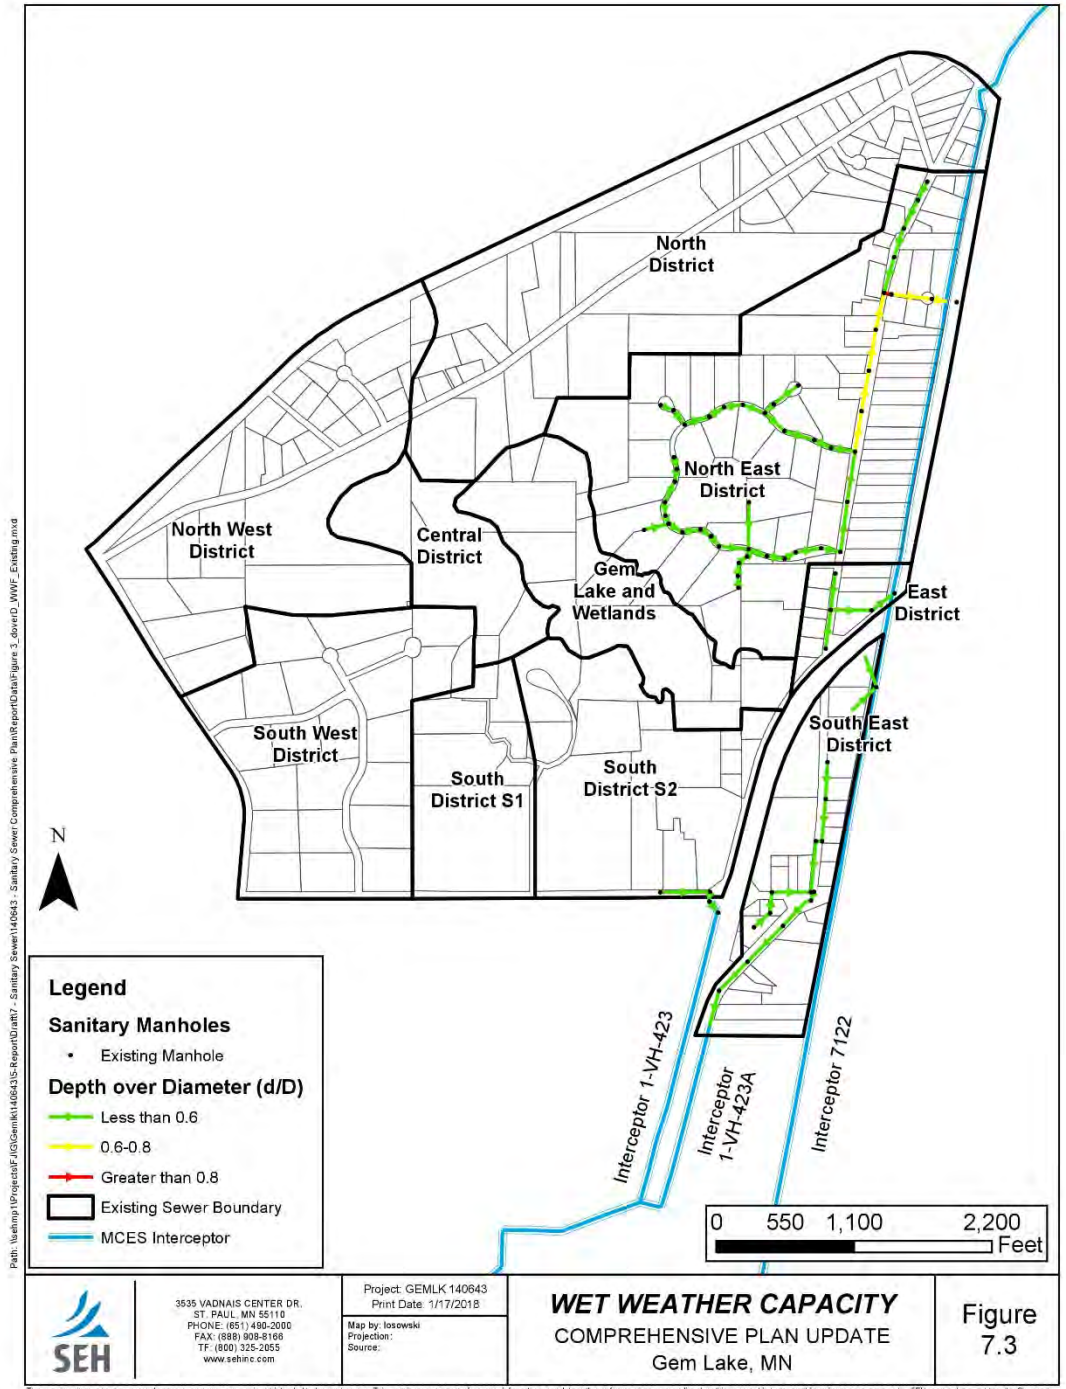 North
District
North East
District
North West
District
Central
District
Gem
Lake and
Wetlands
East
District
South East
District
South West
District
South
District S1
South
District S2
N
Interceptor 1-VH-423
Interceptor
1-VH-423A
Interceptor 7122
Legend
Sanitary Manholes
Existing Manhole
Depth over Diameter (d/D)
Less than 0.6
0.6-0.8
Greater than 0.8
Existing Sewer Boundary
MCES Interceptor
0 550 1,100 2,200
Feet
SEH
3535 VADNAIS CENTER DR.
ST. PAUL, MN 55110
PHONE: (651) 490-2000
FAX: (888) 908-8166
TF: (800) 325-2055
www.sehinc.com
Project: GEMLK 140643
Print Date: 1/17/2018
Map by: losowski
Projection:
Source:
WET WEATHER CAPACITY
COMPREHENSIVE PLAN UPDATE
Gem Lake, MN
Figure
7.3